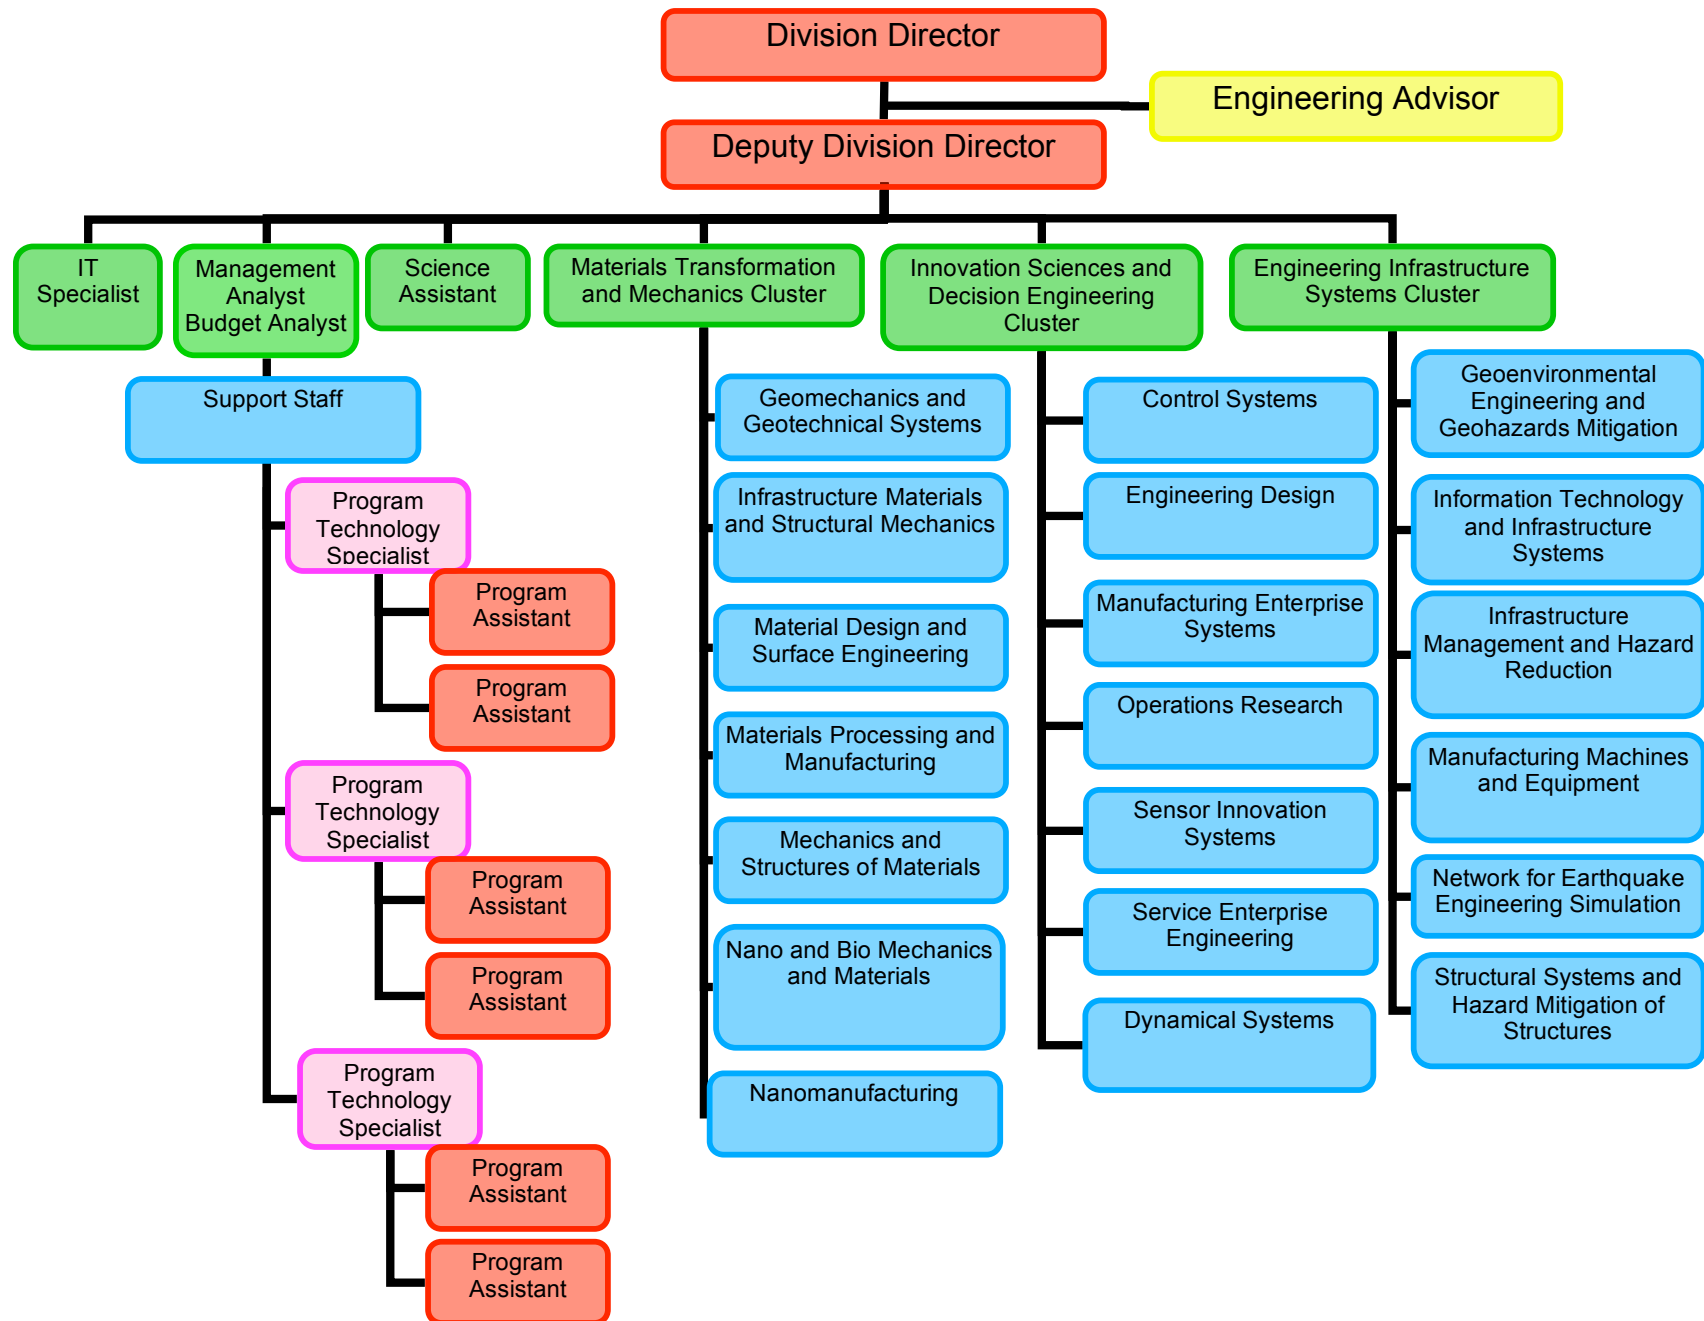 Division Director
Engineering Advisor
Deputy Division Director
IT
Specialist
Management
Analyst
Budget Analyst
Science
Assistant
Materials Transformation
and Mechanics Cluster
Innovation Sciences and
Decision Engineering
Cluster
Engineering Infrastructure
Systems Cluster
Support Staff
Program
Technology
Specialist
Program
Assistant
Program
Assistant
Program
Technology
Specialist
Program
Assistant
Program
Assistant
Program
Technology
Specialist
Program
Assistant
Program
Assistant
Geomechanics and
Geotechnical Systems
Infrastructure Materials
and Structural Mechanics
Material Design and
Surface Engineering
Materials Processing and
Manufacturing
Mechanics and
Structures of Materials
Nano and Bio Mechanics
and Materials
Nanomanufacturing
Control Systems
Engineering Design
Manufacturing Enterprise
Systems
Operations Research
Sensor Innovation
Systems
Service Enterprise
Engineering
Dynamical Systems
Geoenvironmental
Engineering and
Geohazards Mitigation
Information Technology
and Infrastructure
Systems
Infrastructure
Management and Hazard
Reduction
Manufacturing Machines
and Equipment
Network for Earthquake
Engineering Simulation
Structural Systems and
Hazard Mitigation of
Structures